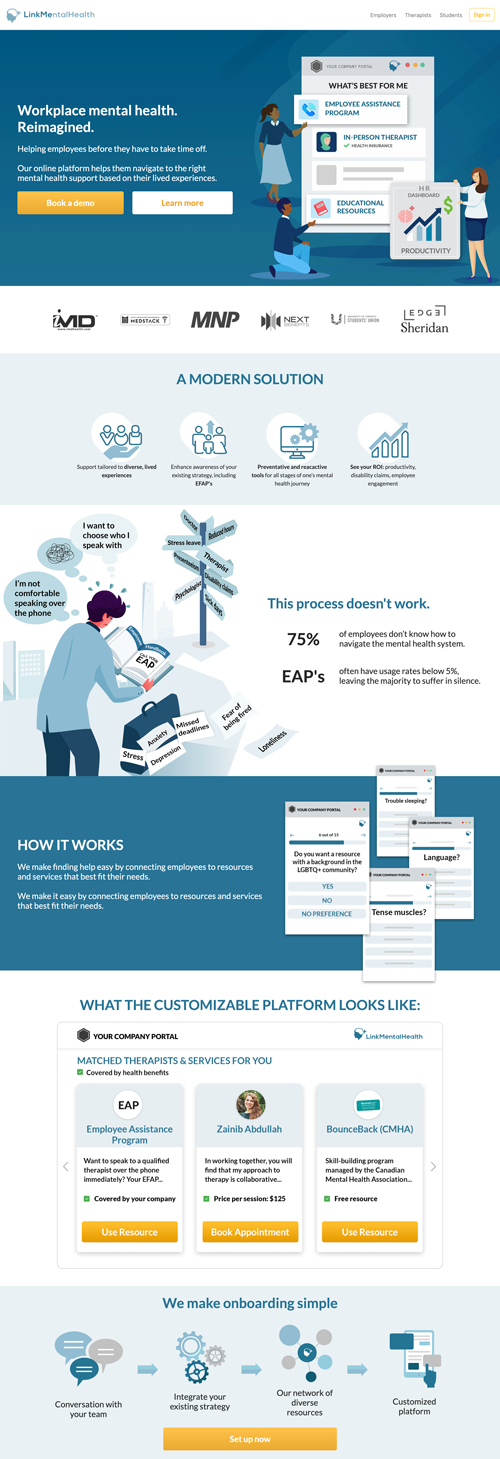 LinkMentalHealth
Employers
Therapists
Students
Sign in
Workplace mental health.
Reimagined.
Helping employees before they have to take time off.
Our online platform helps them navigate to the right
mental health support based on their lived experiences.
Book a demo
Learn more
YOUR COMPANY PORTAL
WHAT'S BEST FOR ME
EMPLOYEE ASSISTANCE
PROGRAM
IN-PERSON THERAPIST
HEALTH INSURANCE
EDUCATIONAL
RESOURCES
HR
DASHBOARD
PRODUCTIVITY
iMD
www.imdhealth.com
MEDSTACK
MNP
NEXT
BENEFITS
STUDENTS' UNION
EDGE
Sheridan
A MODERN SOLUTION
Support tailored to diverse, lived
experiences
Enhance awareness of your
existing strategy, including
EFAP's
Preventative and reacactive
tools for all stages of one's mental
health journey
See your ROI: productivity,
disability claims, employee
engagement
I want to
choose who I
speak with
I'm not
comfortable
speaking over
the phone
Doctor
Reduced hours
Stress leave
Therapist
Presenteeism
Disability claims
Psychologist
Sick days
Employee
Handbook
CALL YOUR
EAP
Stress
Anxiety
Depression
Missed
deadlines
Fear of
being fired
Loneliness
This process doesn't work.
75%
of employees don't know how to
navigate the mental health system.
EAP's
often have usage rates below 5%,
leaving the majority to suffer in silence.
HOW IT WORKS
We make finding help easy by connecting employees to resources
and services that best fit their needs.
We make it easy by connecting employees to resources and services
that best fit their needs.
YOUR COMPANY PORTAL
Trouble sleeping?
YOUR COMPANY PORTAL
6 out of 15
Do you want a resource
with a background in the
LGBTQ+ community?
YES
NO
NO PREFERENCE
YOUR COMPANY PORTAL
Language?
YOUR COMPANY PORTAL
Tense muscles?
WHAT THE CUSTOMIZABLE PLATFORM LOOKS LIKE:
YOUR COMPANY PORTAL
LinkMentalHealth
MATCHED THERAPISTS & SERVICES FOR YOU
Covered by health benefits
EAP
Employee Assistance
Program
Want to speak to a qualified
therapist over the phone
immediately? Your EFAP...
Covered by your company
Use Resource
Zainib Abdullah
In working together, you will
find that my approach to
therapy is collaborative...
Price per session: $125
Book Appointment
BounceBack (CMHA)
Skill-building program
managed by the Canadian
Mental Health Association...
Free resource
Use Resource
We make onboarding simple
Conversation with
your team
Integrate your
existing strategy
Our network of
diverse
resources
Customized
platform
Set up now